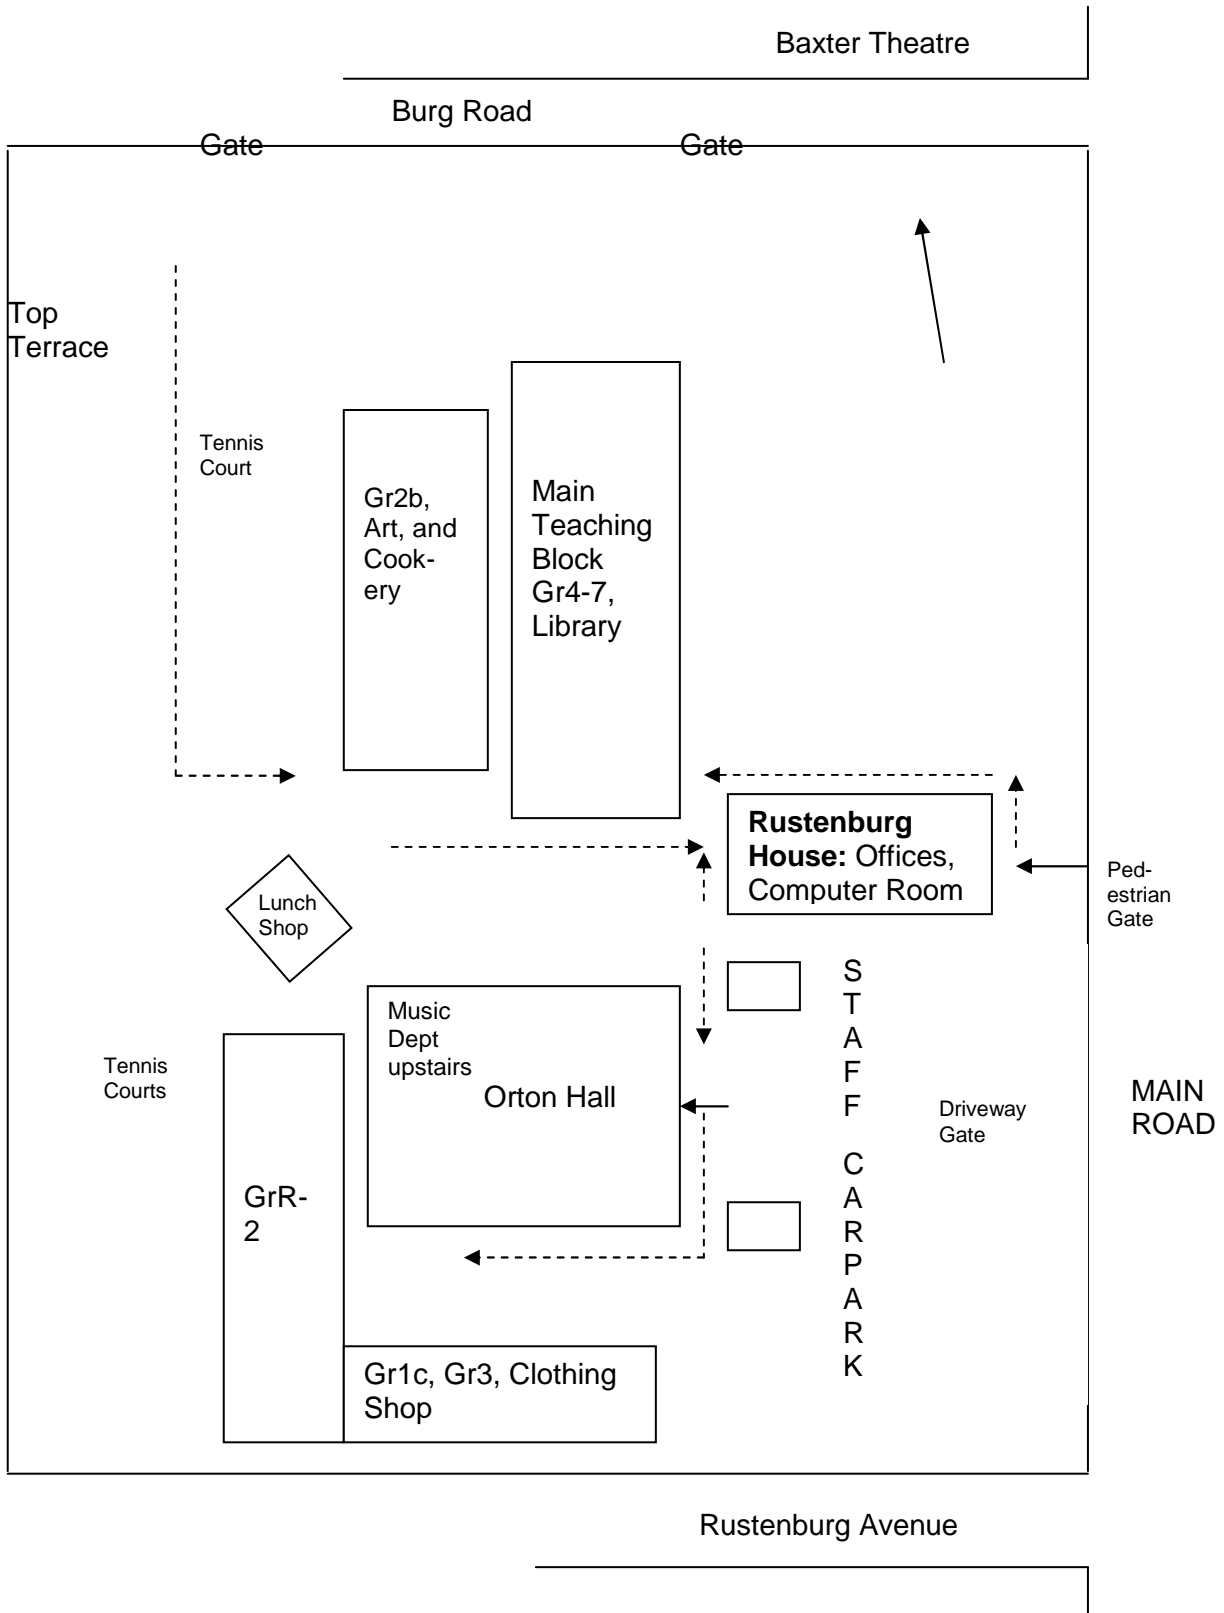 Baxter Theatre
Burg Road
Gate
Gate
Top
Terrace
Tennis
Court
Gr2b,
Art, and
Cook-
ery
Main
Teaching
Block
Gr4-7,
Library
Rustenburg
House: Offices,
Computer Room
Ped-
estrian
Gate
Lunch
Shop
Music
Dept
upstairs
Orton Hall
Tennis
Courts
GrR-
2
Gr1c, Gr3, Clothing
Shop
S
T
A
F
F
C
A
R
P
A
R
K
Driveway
Gate
MAIN
ROAD
Rustenburg Avenue